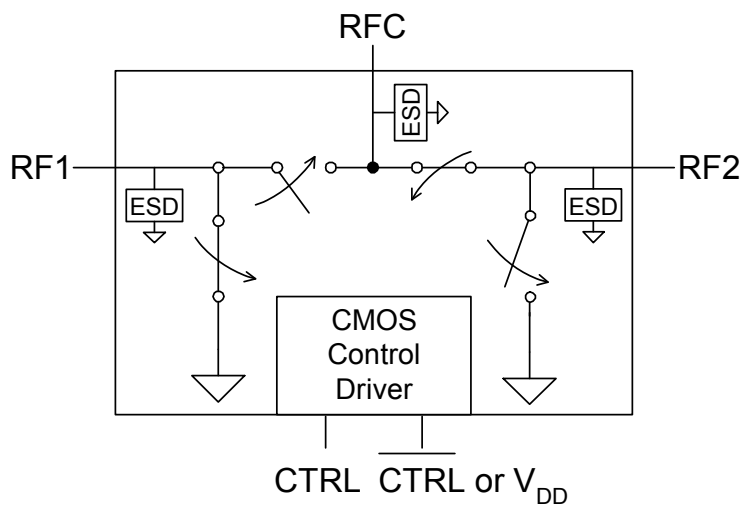 RFC
ESD
RF1
RF2
ESD
ESD
CMOS
Control
Driver
CTRL
CTRL or VDD